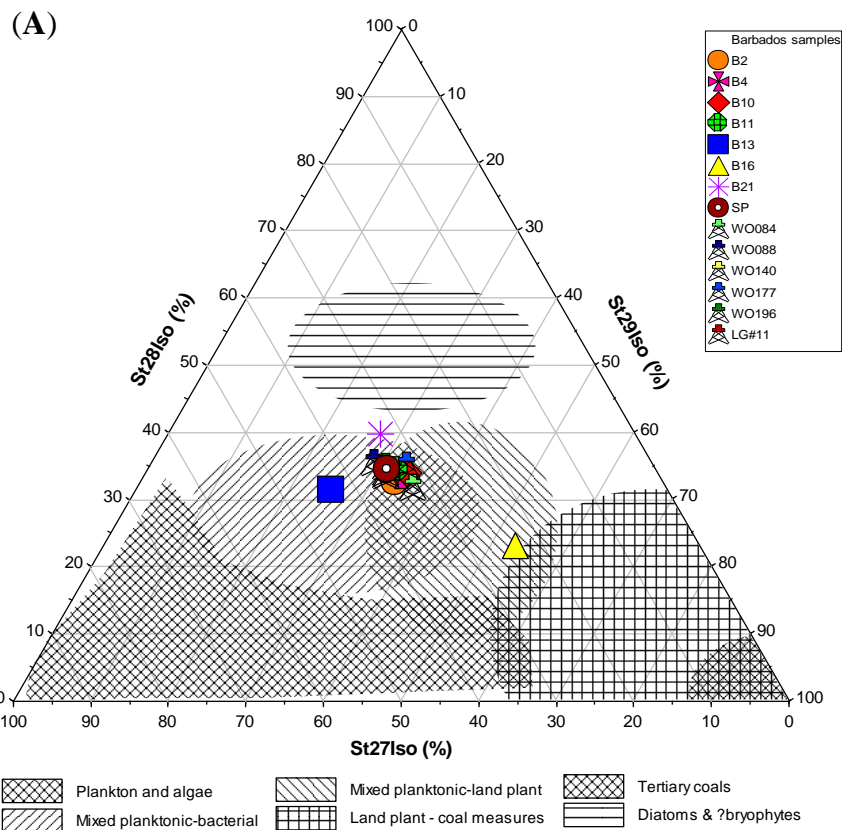 (A)
100
0
90
10
80
20
70
30
60
40
50
50
40
60
30
70
20
80
10
90
0
100
100
90
80
70
60
50
40
30
20
10
0
St28Iso (%)
St29Iso (%)
St27Iso (%)
Barbados samples
B2
B4
B10
B11
B13
B16
B21
SP
WO084
WO088
WO140
WO177
WO196
LG#11
Plankton and algae
Mixed planktonic-land plant
Tertiary coals
Mixed planktonic-bacterial
Land plant - coal measures
Diatoms & ?bryophytes